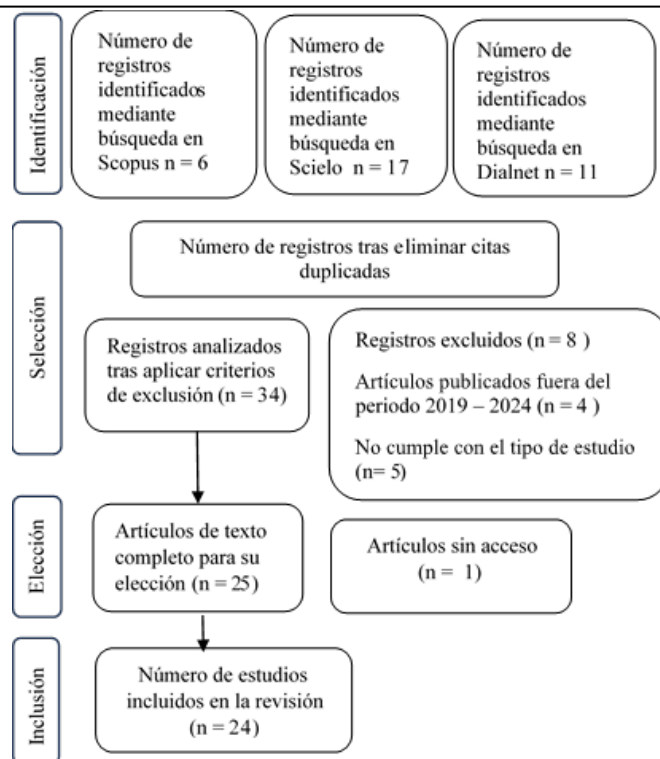 Identificación
Número de
registros
identificados
mediante
búsqueda en
Scopus n = 6
Número de
registros
identificados
mediante
búsqueda en
Scielo n = 17
Número de
registros
identificados
mediante
búsqueda en
Dialnet n = 11
Selección
Número de registros tras eliminar citas
duplicadas
Registros analizados
tras aplicar criterios
de exclusión (n = 34)
Registros excluidos (n = 8 )
Artículos publicados fuera del
periodo 2019 – 2024 (n = 4 )
No cumple con el tipo de estudio
(n= 5)
Elección
Artículos de texto
completo para su
elección (n = 25)
Artículos sin acceso
(n = 1)
Inclusión
Número de estudios
incluidos en la revisión
(n = 24)